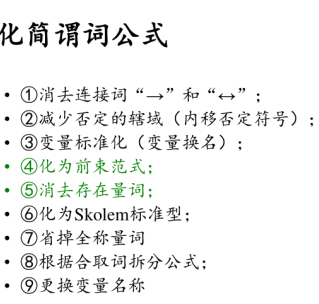 化简谓词公式
• ①消去连接词“→”和“↔”;
• ②减少否定的辖域（内移否定符号）;
• ③变量标准化（变量换名）;
• ④化为前束范式;
• ⑤消去存在量词;
• ⑥化为Skolem标准型;
• ⑦省掉全称量词
• ⑧根据合取词拆分公式;
• ⑨更换变量名称